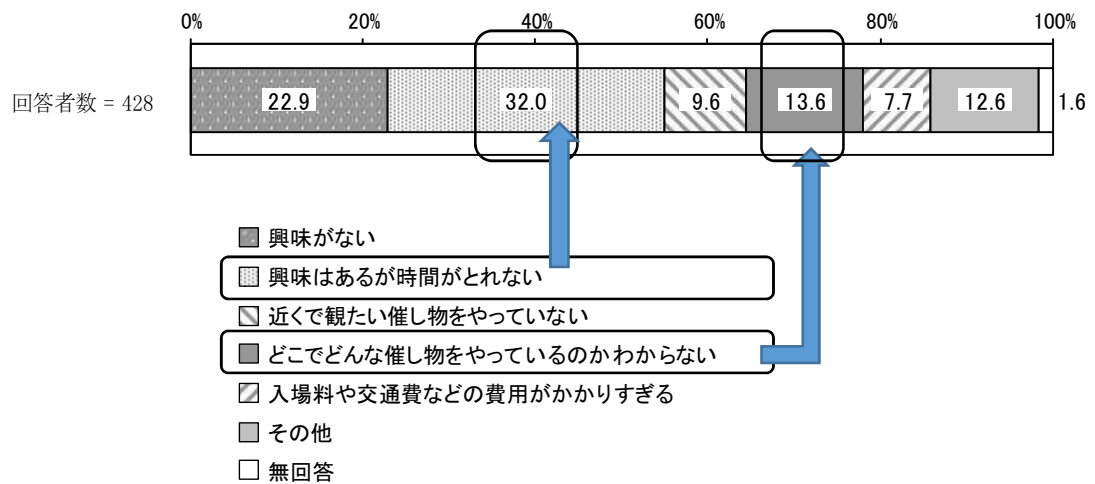 0% 20% 40% 60% 80% 100%
回答者数 = 428 22.9 32.0 9.6 13.6 7.7 12.6 1.6
興味がない
興味はあるが時間がとれない
近くで観たい催し物をやっていない
どこでどんな催し物をやっているのかわからない
入場料や交通費などの費用がかかりすぎる
その他
無回答